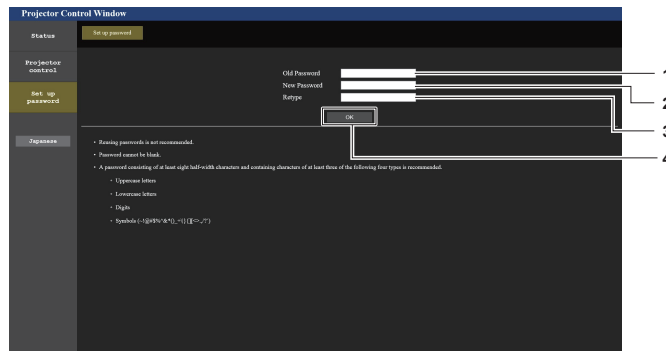 Projector Control Window
Status
Set up password
Projector
control
Set up
password
Japanese
Old Password
New Password
Retype
OK
1
2
3
4
• Reusing passwords is not recommended.
• Password cannot be blank.
• A password consisting of at least eight half-width characters and containing characters of at least three of the following four types is recommended.
• Uppercase letters
• Lowercase letters
• Digits
• Symbols